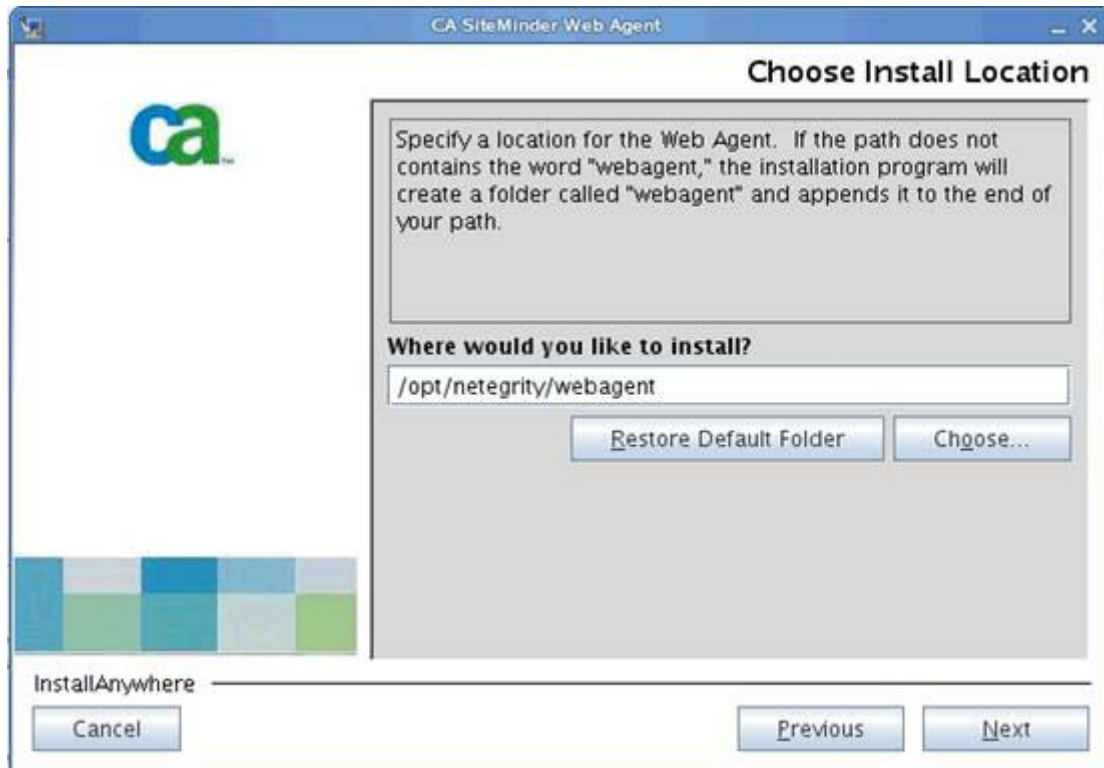 CA SiteMinder Web Agent
Choose Install Location
ca
Specify a location for the Web Agent.  If the path does not
contains the word "webagent," the installation program will
create a folder called "webagent" and appends it to the end of
your path.
Where would you like to install?
/opt/netegrity/webagent
Restore Default Folder
Choose...
InstallAnywhere
Cancel
Previous
Next